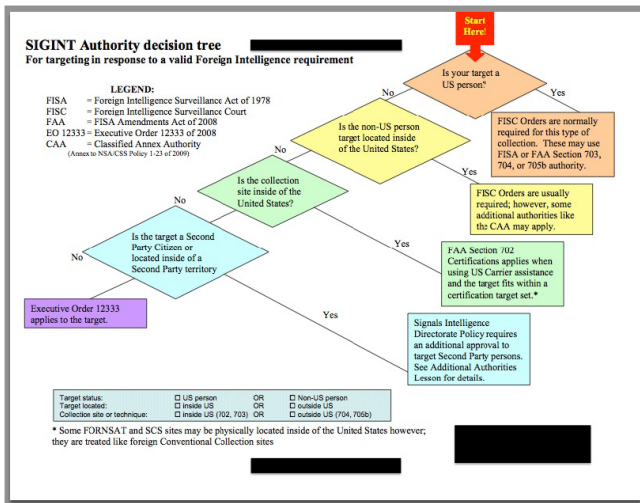 Start
Here!
SIGINT Authority decision tree
For targeting in response to a valid Foreign Intelligence requirement
LEGEND:
FISA = Foreign Intelligence Surveillance Act of 1978
FISC = Foreign Intelligence Surveillance Court
FAA = FISA Amendments Act of 2008
EO 12333 = Executive Order 12333 of 2008
CAA = Classified Annex Authority
(Annex to NSA/CSS Policy 1-23 of 2009)
Is your target a
US person?
No
Yes
FISC Orders are normally
required for this type of
collection. These may use
FISA or FAA Section 703,
704, or 705b authority.
Is the non-US person
target located inside
of the United States?
No
Yes
FISC Orders are usually
required; however, some
additional authorities like
the CAA may apply.
Is the collection
site inside of the
United States?
No
Yes
FAA Section 702
Certifications applies when
using US Carrier assistance
and the target fits within a
certification target set.*
Is the target a Second
Party Citizen or
located inside of a
Second Party territory
No
Yes
Executive Order 12333
applies to the target.
Signals Intelligence
Directorate Policy requires
an additional approval to
target Second Party persons.
See Additional Authorities
Lesson for details.
Target status: ☐ US person OR ☐ Non-US person
Target located: ☐ inside US OR ☐ outside US
Collection site or technique: ☐ inside US (702, 703) OR ☐ outside US (704, 705b)
* Some FORNSAT and SCS sites may be physically located inside of the United States however;
they are treated like foreign Conventional Collection sites